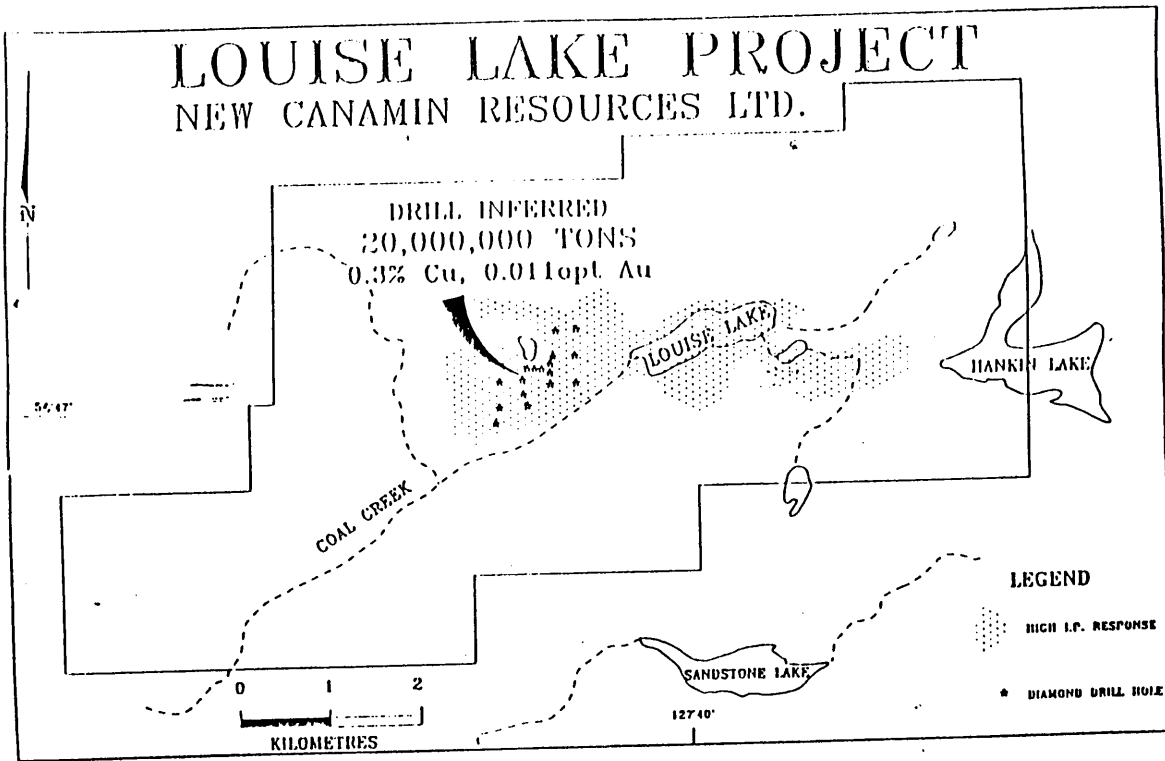 LOUISE LAKE PROJECT
NEW CANAMIN RESOURCES LTD.
N
DRILL INFERRED
20,000,000 TONS
0.3% Cu, 0.011opt Au
LOUISE LAKE
HANKIN LAKE
COAL CREEK
LEGEND
HIGH I.P. RESPONSE
DIAMOND DRILL HOLE
SANDSTONE LAKE
0 1 2
KILOMETRES
127°40'